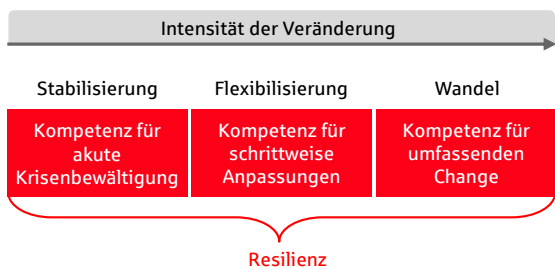 Intensität der Veränderung
Stabilisierung
Flexibilisierung
Wandel
Kompetenz für
akute
Krisenbewältigung
Kompetenz für
schrittweise
Anpassungen
Kompetenz für
umfassenden
Change
Resilienz